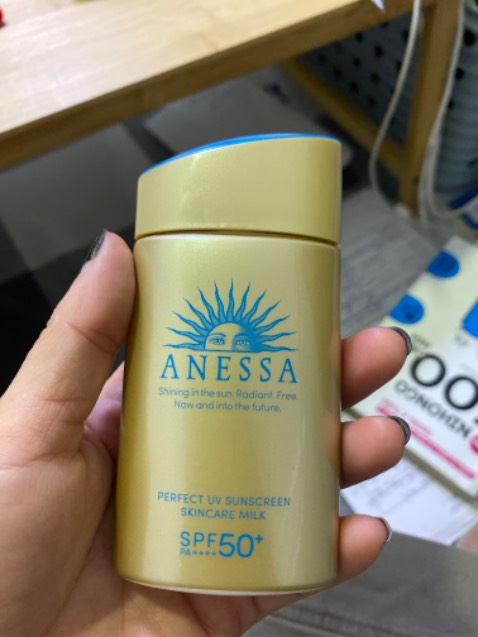 ANESSA
Shining in the sun. Radiant. Free.
Now and into the future.
PERFECT UV SUNSCREEN
SKINCARE MILK
SPF50+
PA++++